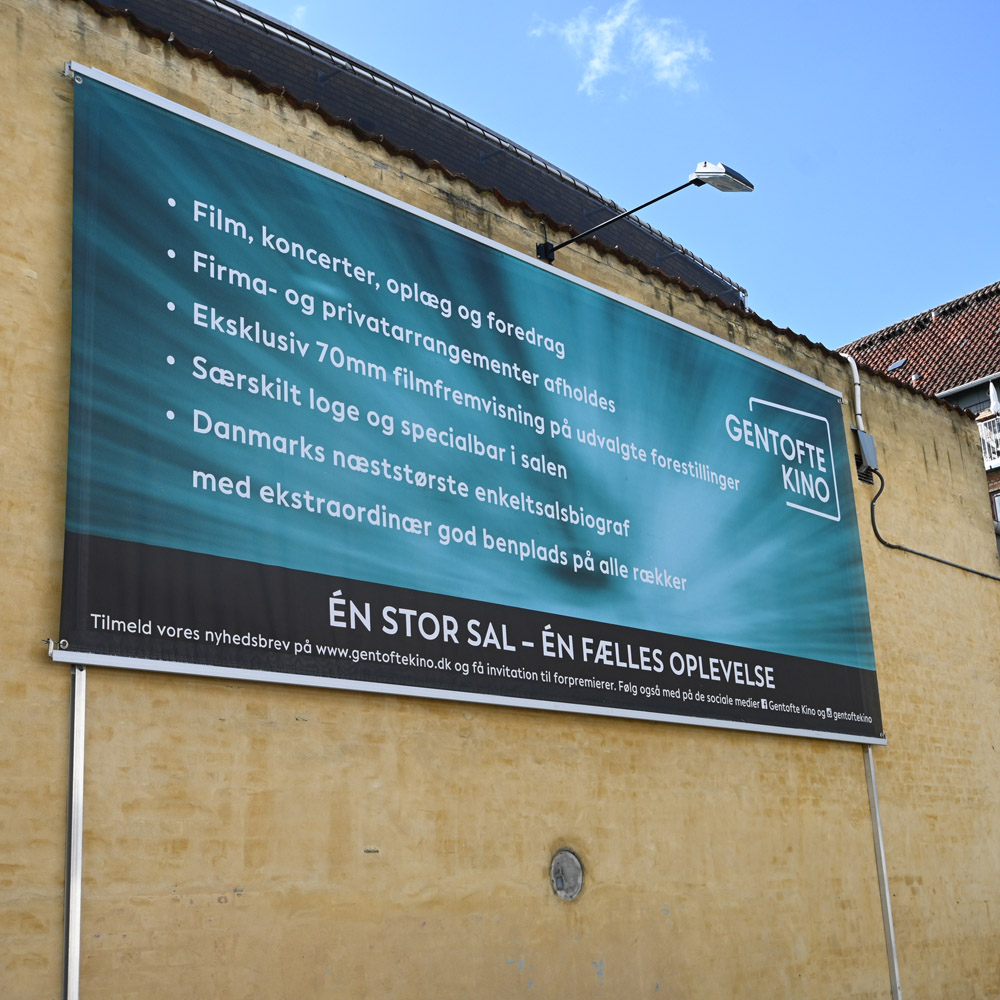 • Film, koncerter, oplæg og foredrag
• Firma- og privatarrangementer afholdes
• Eksklusiv 70mm filmfremvisning på udvalgte forestillinger
• Særskilt loge og specialbar i salen
• Danmarks næststørste enkeltsalsbiograf
med ekstraordinær god benplads på alle rækker
GENTOFTE
KINO
ÉN STOR SAL – ÉN FÆLLES OPLEVELSE
Tilmeld vores nyhedsbrev på www.gentoftekino.dk og få invitation til forpremierer. Følg også med på de sociale medier Gentofte Kino og gentoftekino